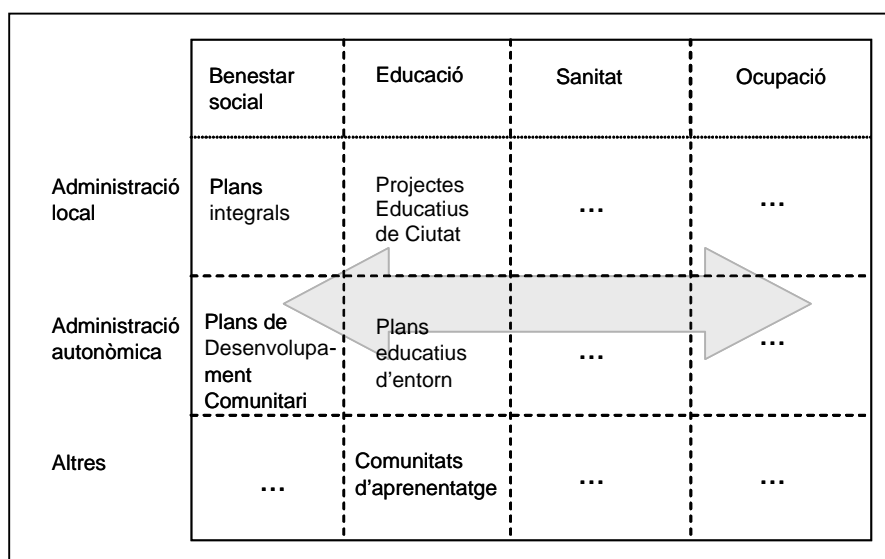 Benestar
social
Educació
Sanitat
Ocupació
Administració
local
Plans
integrals
Projectes
Educatius
de Ciutat
...
...
Administració
autonòmica
Plans de
Desenvolupa-
ment
Comunitari
Plans
educatius
d’entorn
...
...
Altres
...
Comunitats
d’aprenentatge
...
...